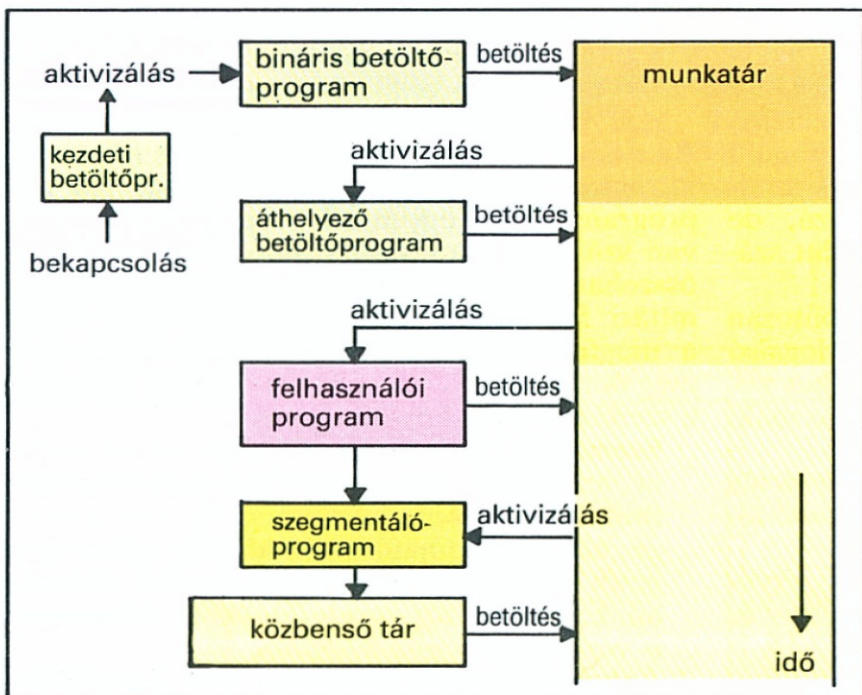 bináris betöltő-
program
betöltés
munkatár
aktivizálás
kezdeti
betöltőpr.
bekapcsolás
aktivizálás
áthelyező
betöltőprogram
betöltés
aktivizálás
felhasználói
program
betöltés
szegmentáló-
program
aktivizálás
közbenső tár
betöltés
idő